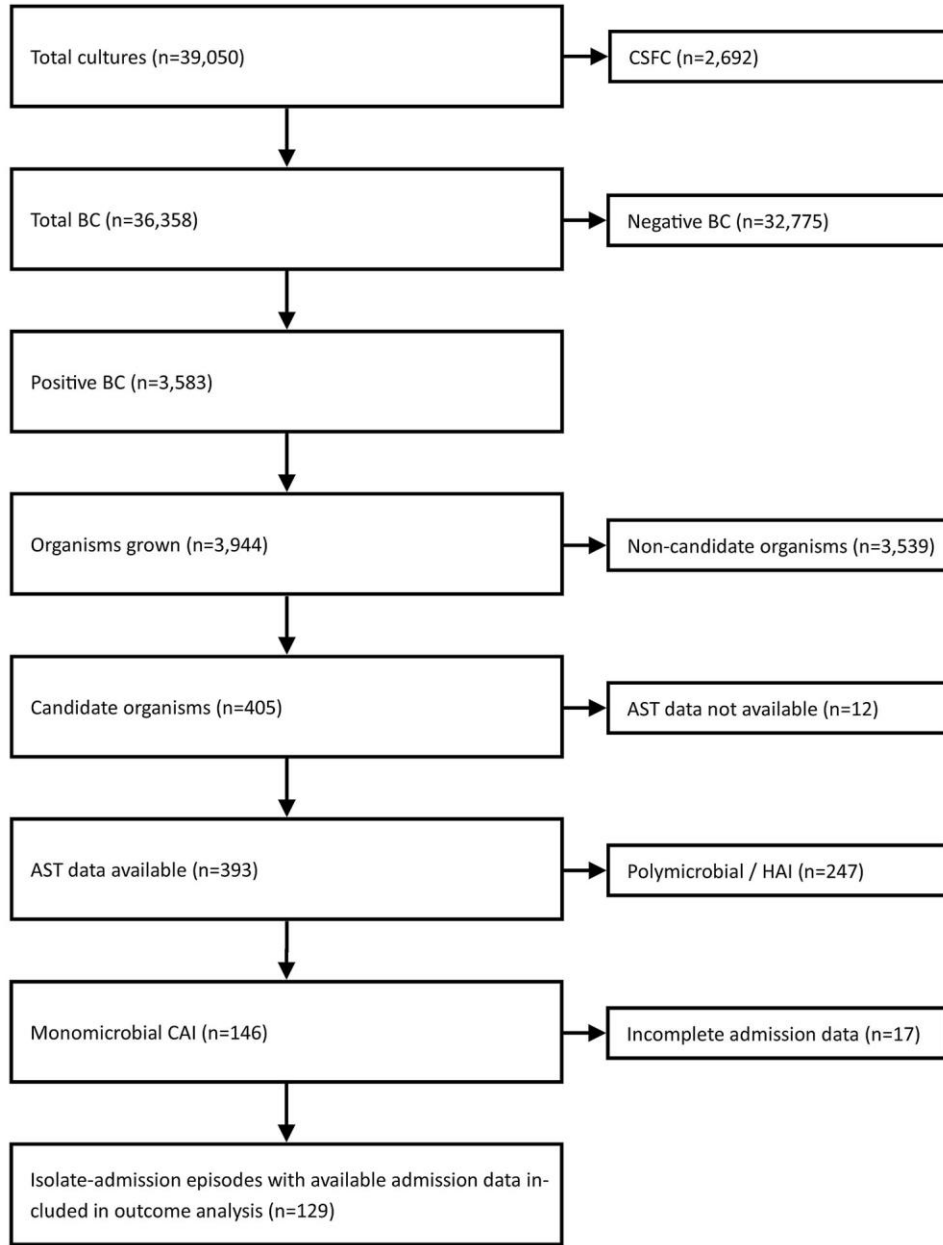 Total cultures (n=39,050)
CSFC (n=2,692)
Total BC (n=36,358)
Negative BC (n=32,775)
Positive BC (n=3,583)
Organisms grown (n=3,944)
Non-candidate organisms (n=3,539)
Candidate organisms (n=405)
AST data not available (n=12)
AST data available (n=393)
Polymicrobial / HAI (n=247)
Monomicrobial CAI (n=146)
Incomplete admission data (n=17)
Isolate-admission episodes with available admission data in-
cluded in outcome analysis (n=129)